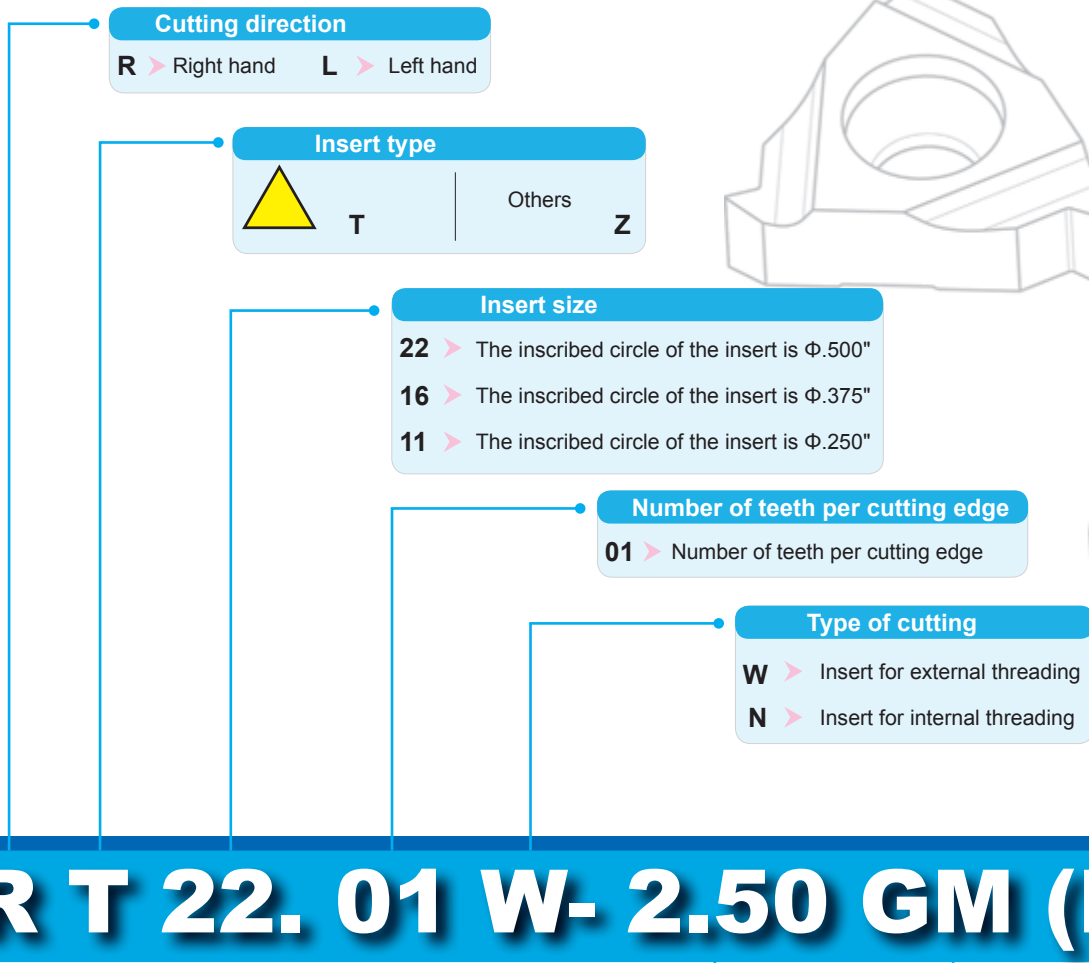 Cutting direction
R Right hand L Left hand
Insert type
T Others Z
Insert size
22 The inscribed circle of the insert is Φ.500"
16 The inscribed circle of the insert is Φ.375"
11 The inscribed circle of the insert is Φ.250"
Number of teeth per cutting edge
01 Number of teeth per cutting edge
Type of cutting
W Insert for external threading
N Insert for internal threading
R T 22. 01 W- 2.50 GM (